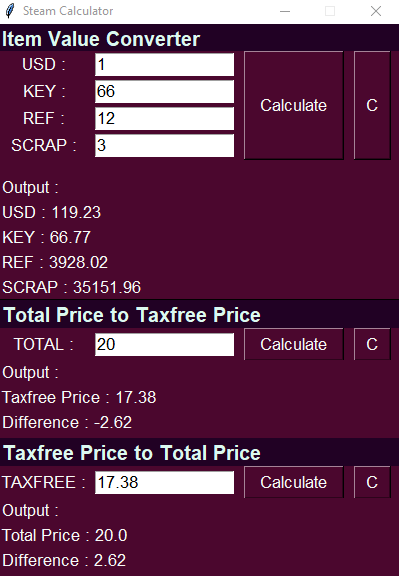 Steam Calculator
Item Value Converter
USD : 1
KEY : 66
REF : 12
SCRAP : 3
Calculate C
Output :
USD : 119.23
KEY : 66.77
REF : 3928.02
SCRAP : 35151.96
Total Price to Taxfree Price
TOTAL : 20 Calculate C
Output :
Taxfree Price : 17.38
Difference : -2.62
Taxfree Price to Total Price
TAXFREE : 17.38 Calculate C
Output :
Total Price : 20.0
Difference : 2.62